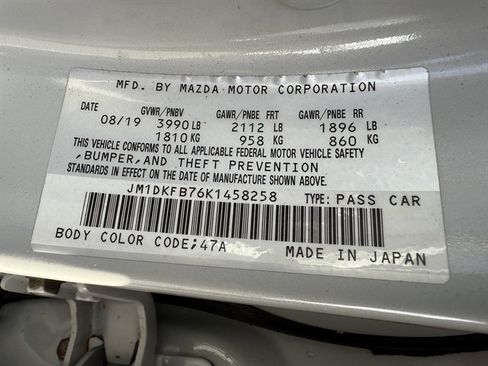 MFD. BY MAZDA MOTOR CORPORATION
DATE GVWR/PNBV GAWR/PNBE FRT GAWR/PNBE RR
08/19 3990LB 2112 LB 1896 LB
1810KG 958 KG 860 KG
THIS VEHICLE CONFORMS TO ALL APPLICABLE FEDERAL MOTOR VEHICLE SAFETY
,BUMPER,AND THEFT PREVENTION
STANDARDS IN EFFECT ON THE DATE OF MANUFACTURE SHOWN ABOVE.
JM1DKFB76K1458258 TYPE: PASS CAR
BODY COLOR CODE;47A MADE IN JAPAN